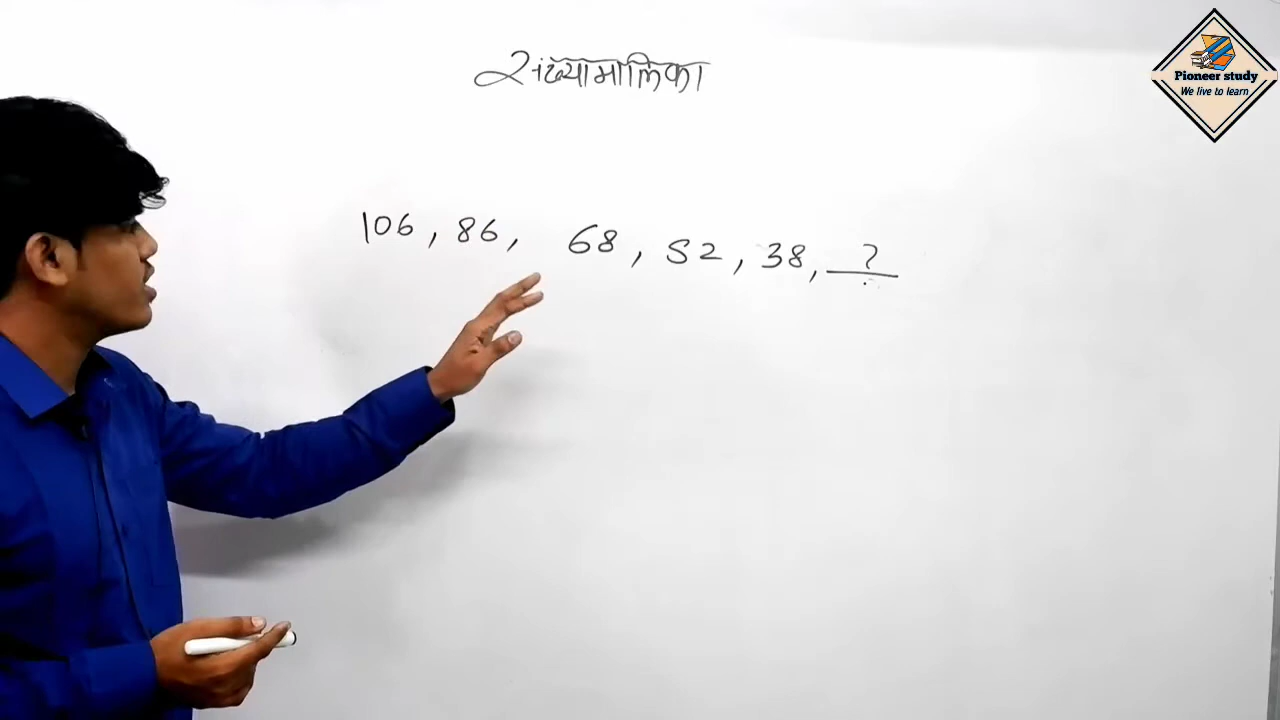 संख्यामालिका
Pioneer study
We live to learn
106, 86, 68, 52, 38, ?